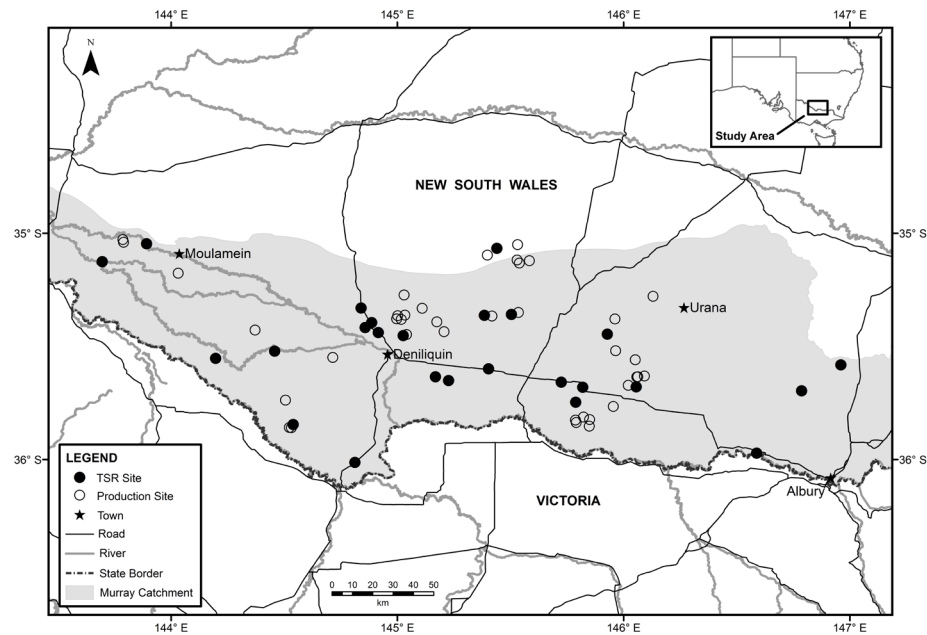 144° E
145° E
146° E
147° E
N
Study Area
NEW SOUTH WALES
35° S
35° S
Moulamein
Urana
Deniliquin
36° S
36° S
LEGEND
TSR Site
Production Site
Town
Road
River
State Border
Murray Catchment
VICTORIA
Albury
0 10 20 30 40 50
km
144° E
145° E
146° E
147° E